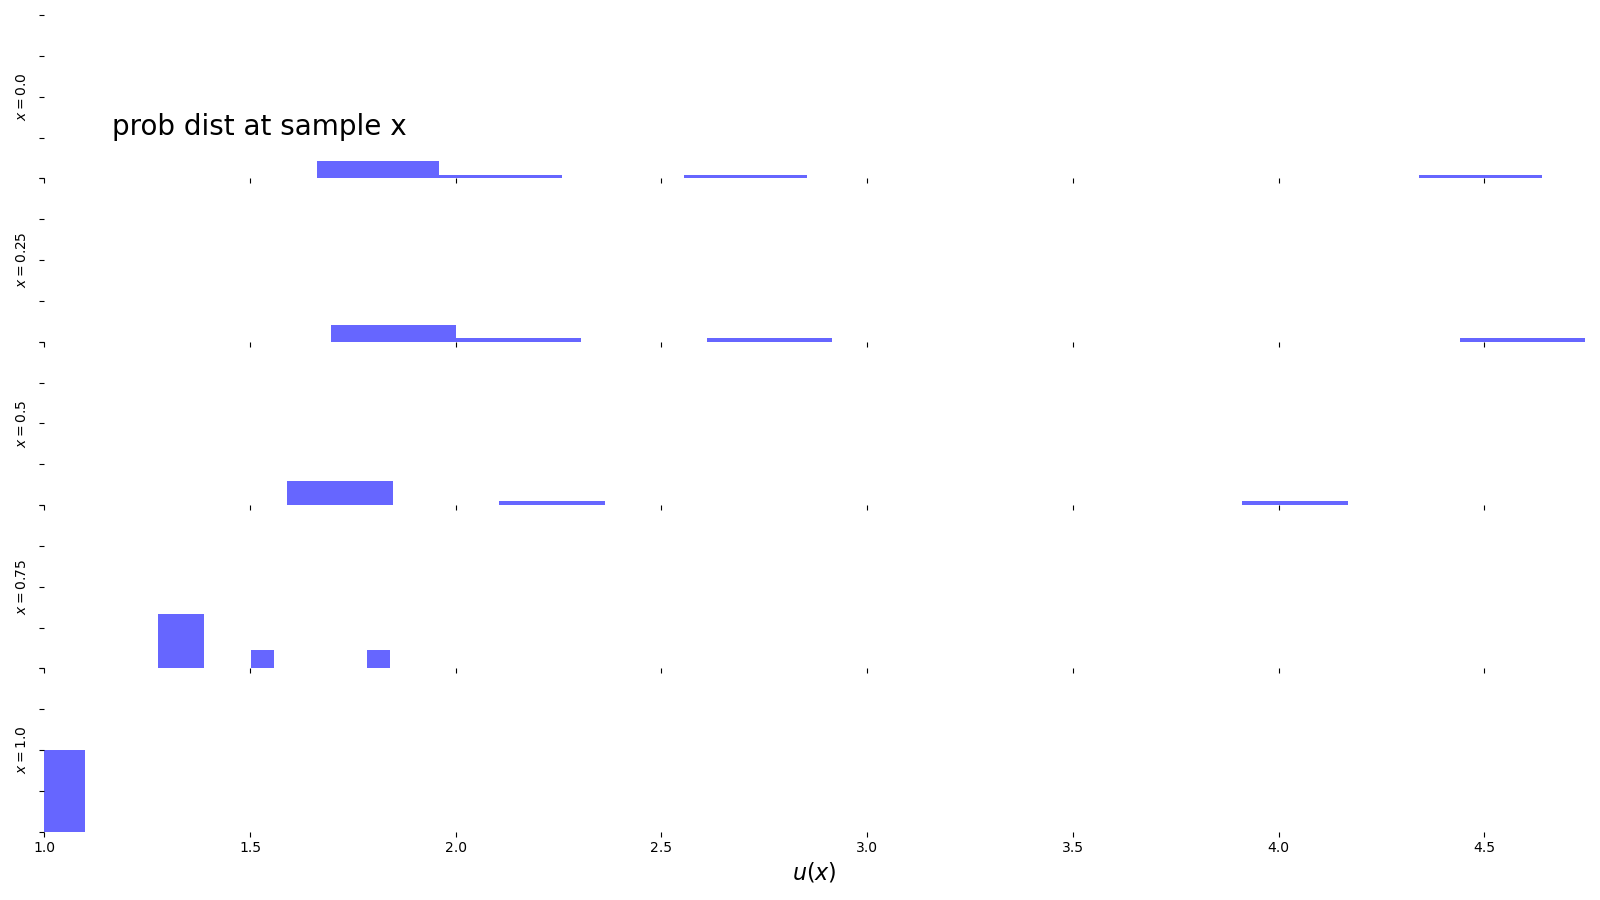 x = 0.0
prob dist at sample x
x = 0.25
x = 0.5
x = 0.75
x = 1.0
1.0 1.5 2.0 2.5 3.0 3.5 4.0 4.5
u(x)